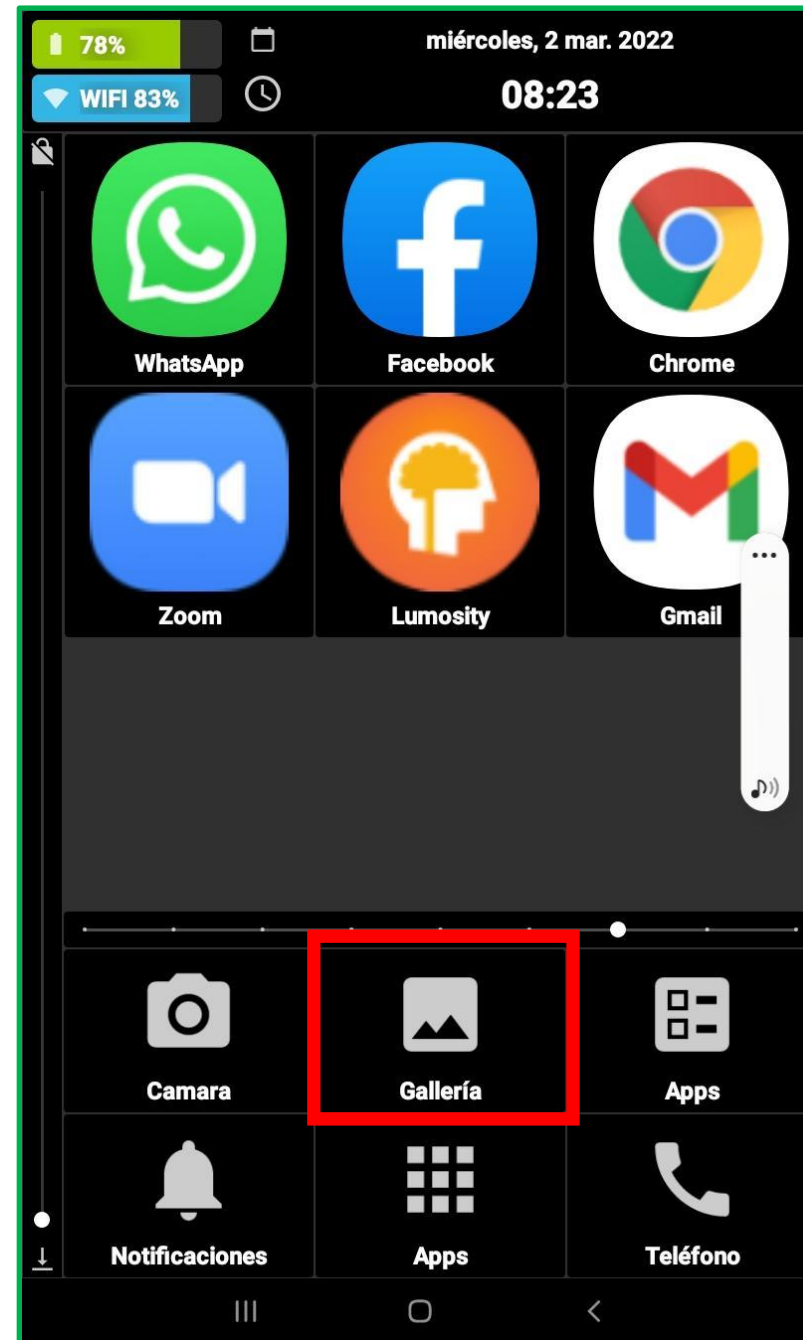 78%
miércoles, 2 mar. 2022
WIFI 83%
08:23
WhatsApp
Facebook
Chrome
Zoom
Lumosity
Gmail
Camara
Gallería
Apps
Notificaciones
Apps
Teléfono